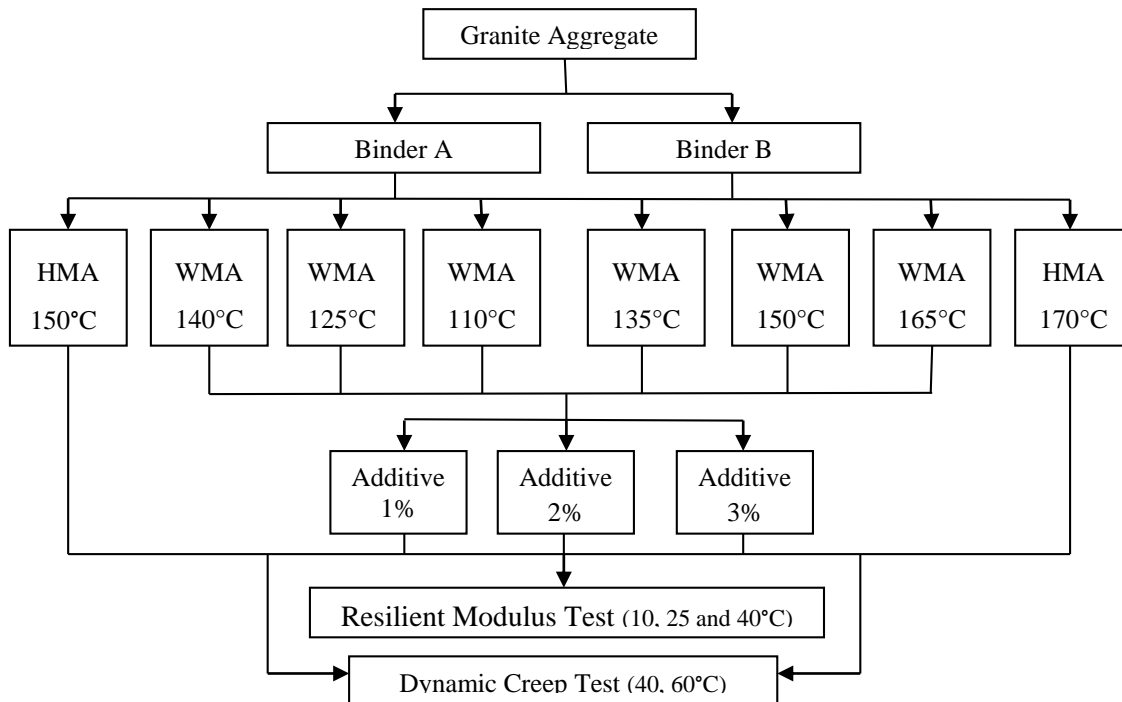 Granite Aggregate
Binder A
Binder B
HMA
150°C
WMA
140°C
WMA
125°C
WMA
110°C
WMA
135°C
WMA
150°C
WMA
165°C
HMA
170°C
Additive
1%
Additive
2%
Additive
3%
Resilient Modulus Test (10, 25 and 40°C)
Dynamic Creep Test (40, 60°C)